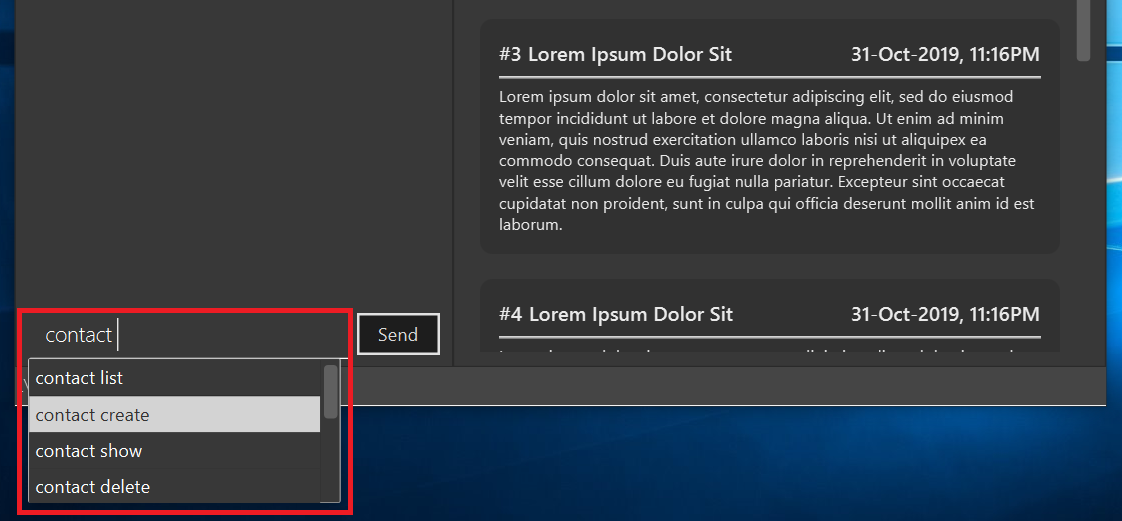 #3 Lorem Ipsum Dolor Sit 31-Oct-2019, 11:16PM
Lorem ipsum dolor sit amet, consectetur adipiscing elit, sed do eiusmod
tempor incididunt ut labore et dolore magna aliqua. Ut enim ad minim
veniam, quis nostrud exercitation ullamco laboris nisi ut aliquipex ea
commodo consequat. Duis aute irure dolor in reprehenderit in voluptate
velit esse cillum dolore eu fugiat nulla pariatur. Excepteur sint occaecat
cupidatat non proident, sunt in culpa qui officia deserunt mollit anim id est
laborum.
#4 Lorem Ipsum Dolor Sit 31-Oct-2019, 11:16PM
contact
Send
contact list
contact create
contact show
contact delete